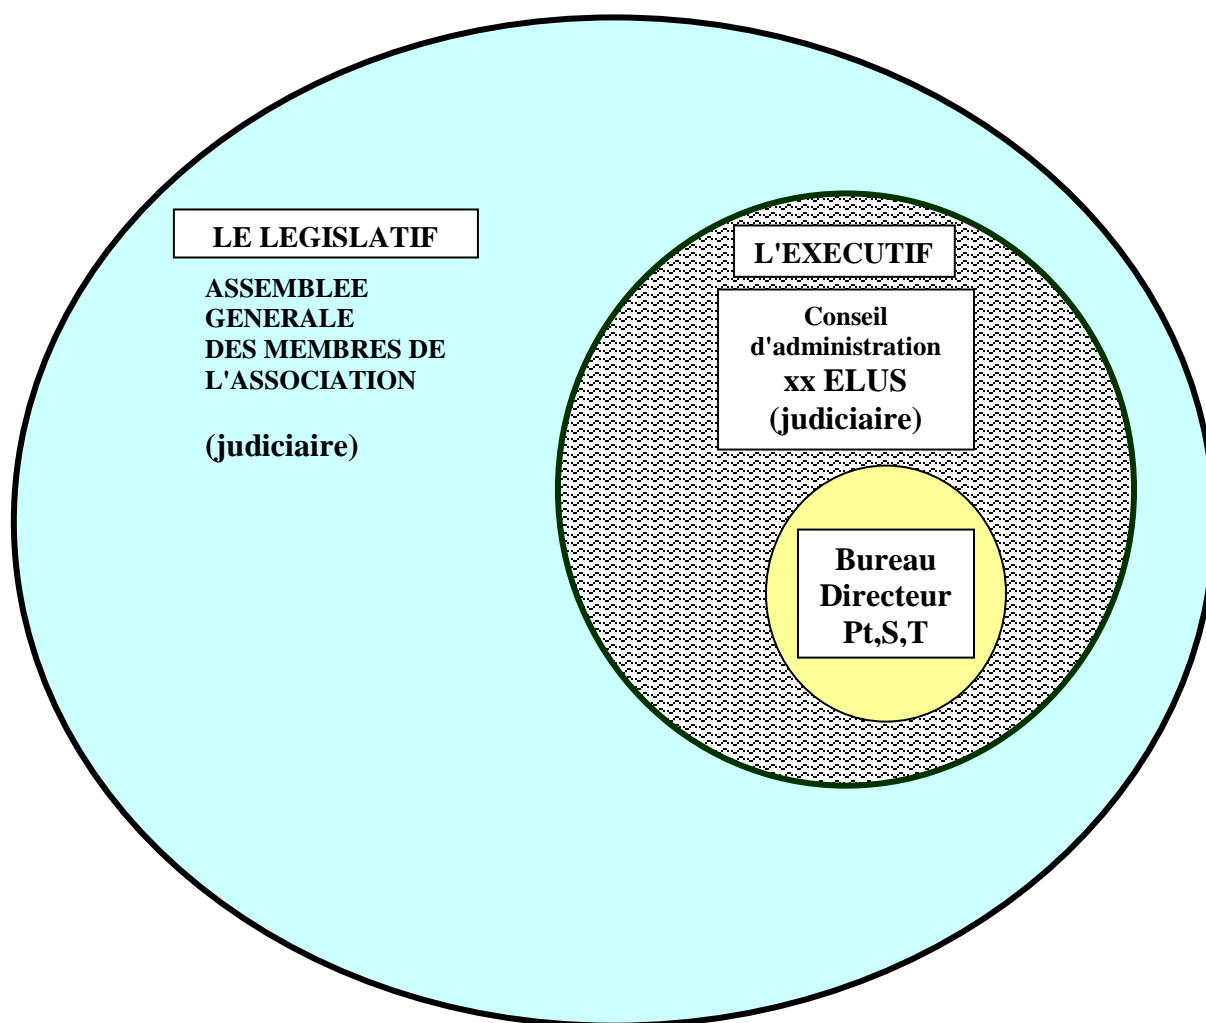 LE LEGISLATIF
ASSEMBLEE
GENERALE
DES MEMBRES DE
L'ASSOCIATION
(judiciaire)
L'EXECUTIF
Conseil
d'administration
xx ELUS
(judiciaire)
Bureau
Directeur
Pt,S,T